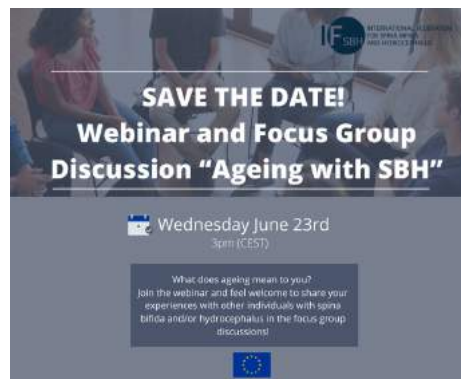 IF
SBH
INTERNATIONAL FEDERATION
FOR SPINA BIFIDA
AND HYDROCEPHALUS
SAVE THE DATE!
Webinar and Focus Group
Discussion “Ageing with SBH”
Wednesday June 23rd
3pm (CEST)
What does ageing mean to you?
Join the webinar and feel welcome to share your
experiences with other individuals with spina
bifida and/or hydrocephalus in the focus group
discussions!